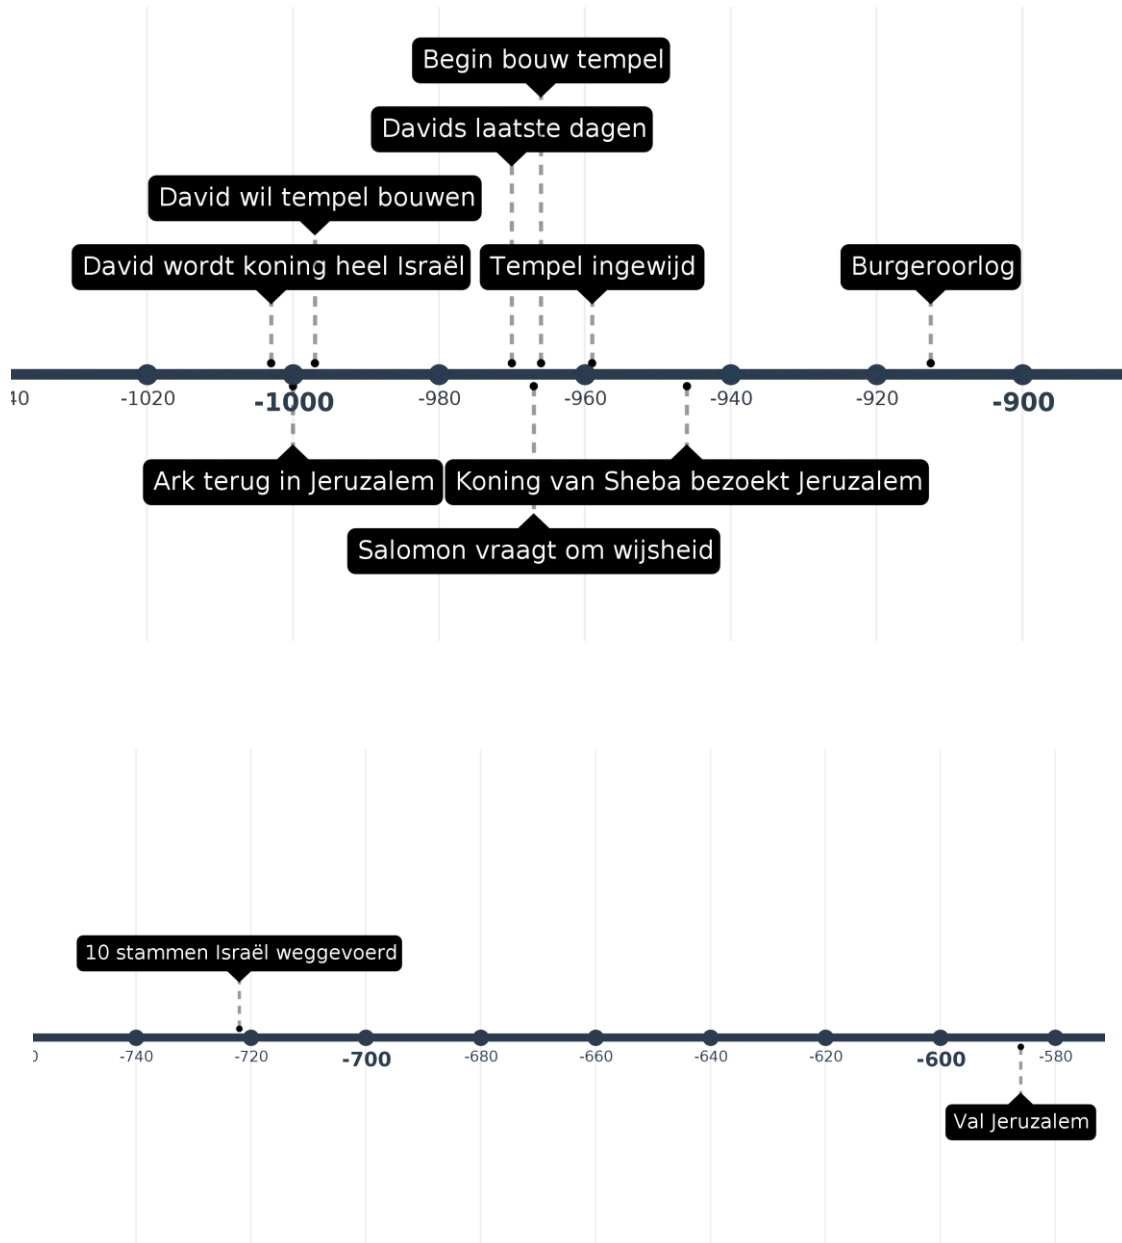 Begin bouw tempel
Davids laatste dagen
David wil tempel bouwen
David wordt koning heel Israël
Tempel ingewijd
Burgeroorlog
40
-1020
-1000
-980
-960
-940
-920
-900
Ark terug in Jeruzalem
Koning van Sheba bezoekt Jeruzalem
Salomon vraagt om wijsheid
10 stammen Israël weggevoerd
0
-740
-720
-700
-680
-660
-640
-620
-600
-580
Val Jeruzalem